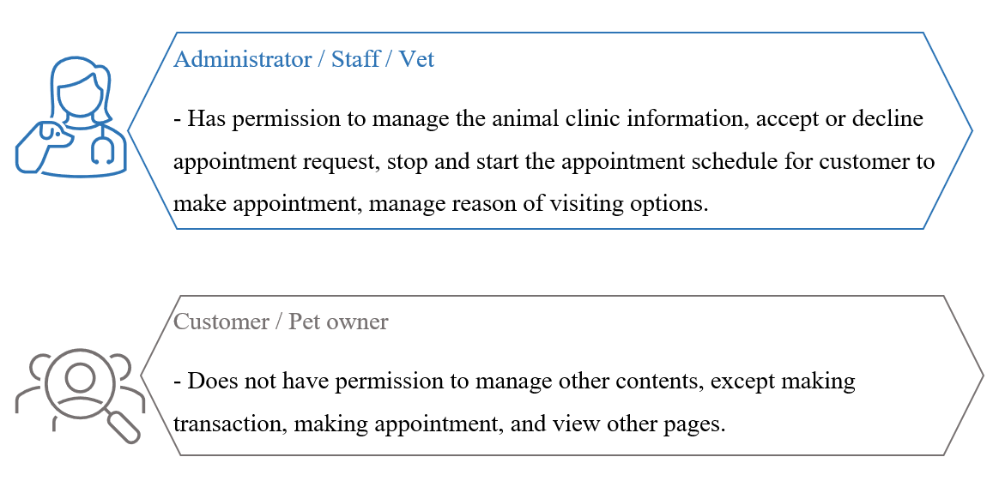 Administrator / Staff / Vet
- Has permission to manage the animal clinic information, accept or decline
appointment request, stop and start the appointment schedule for customer to
make appointment, manage reason of visiting options.
Customer / Pet owner
- Does not have permission to manage other contents, except making
transaction, making appointment, and view other pages.